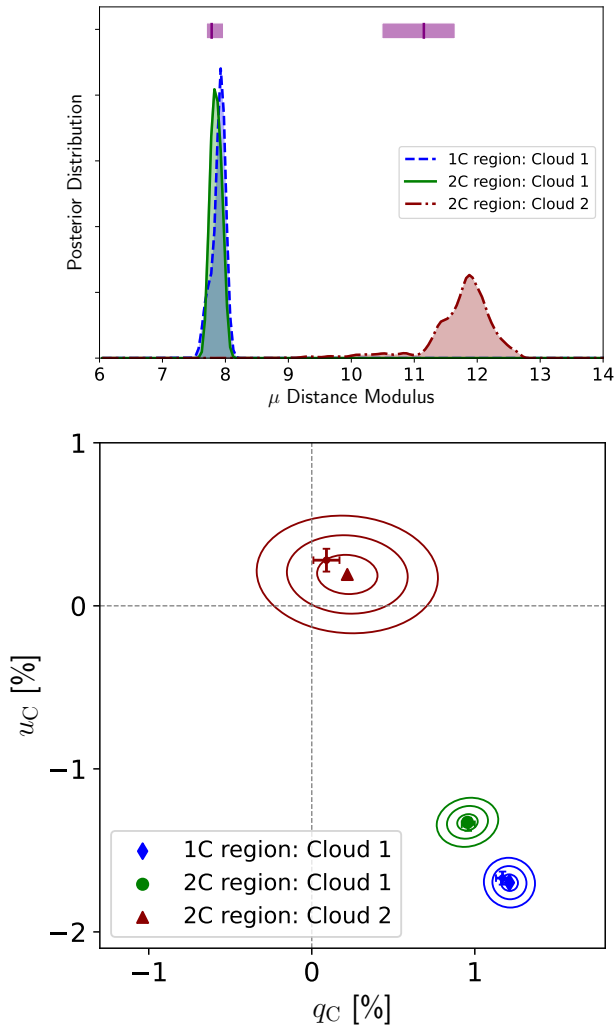 Posterior Distribution
1C region: Cloud 1
2C region: Cloud 1
2C region: Cloud 2
6 7 8 9 10 11 12 13 14
μ Distance Modulus
1
0
−1
−2
u_C [%]
1C region: Cloud 1
2C region: Cloud 1
2C region: Cloud 2
−1 0 1
q_C [%]